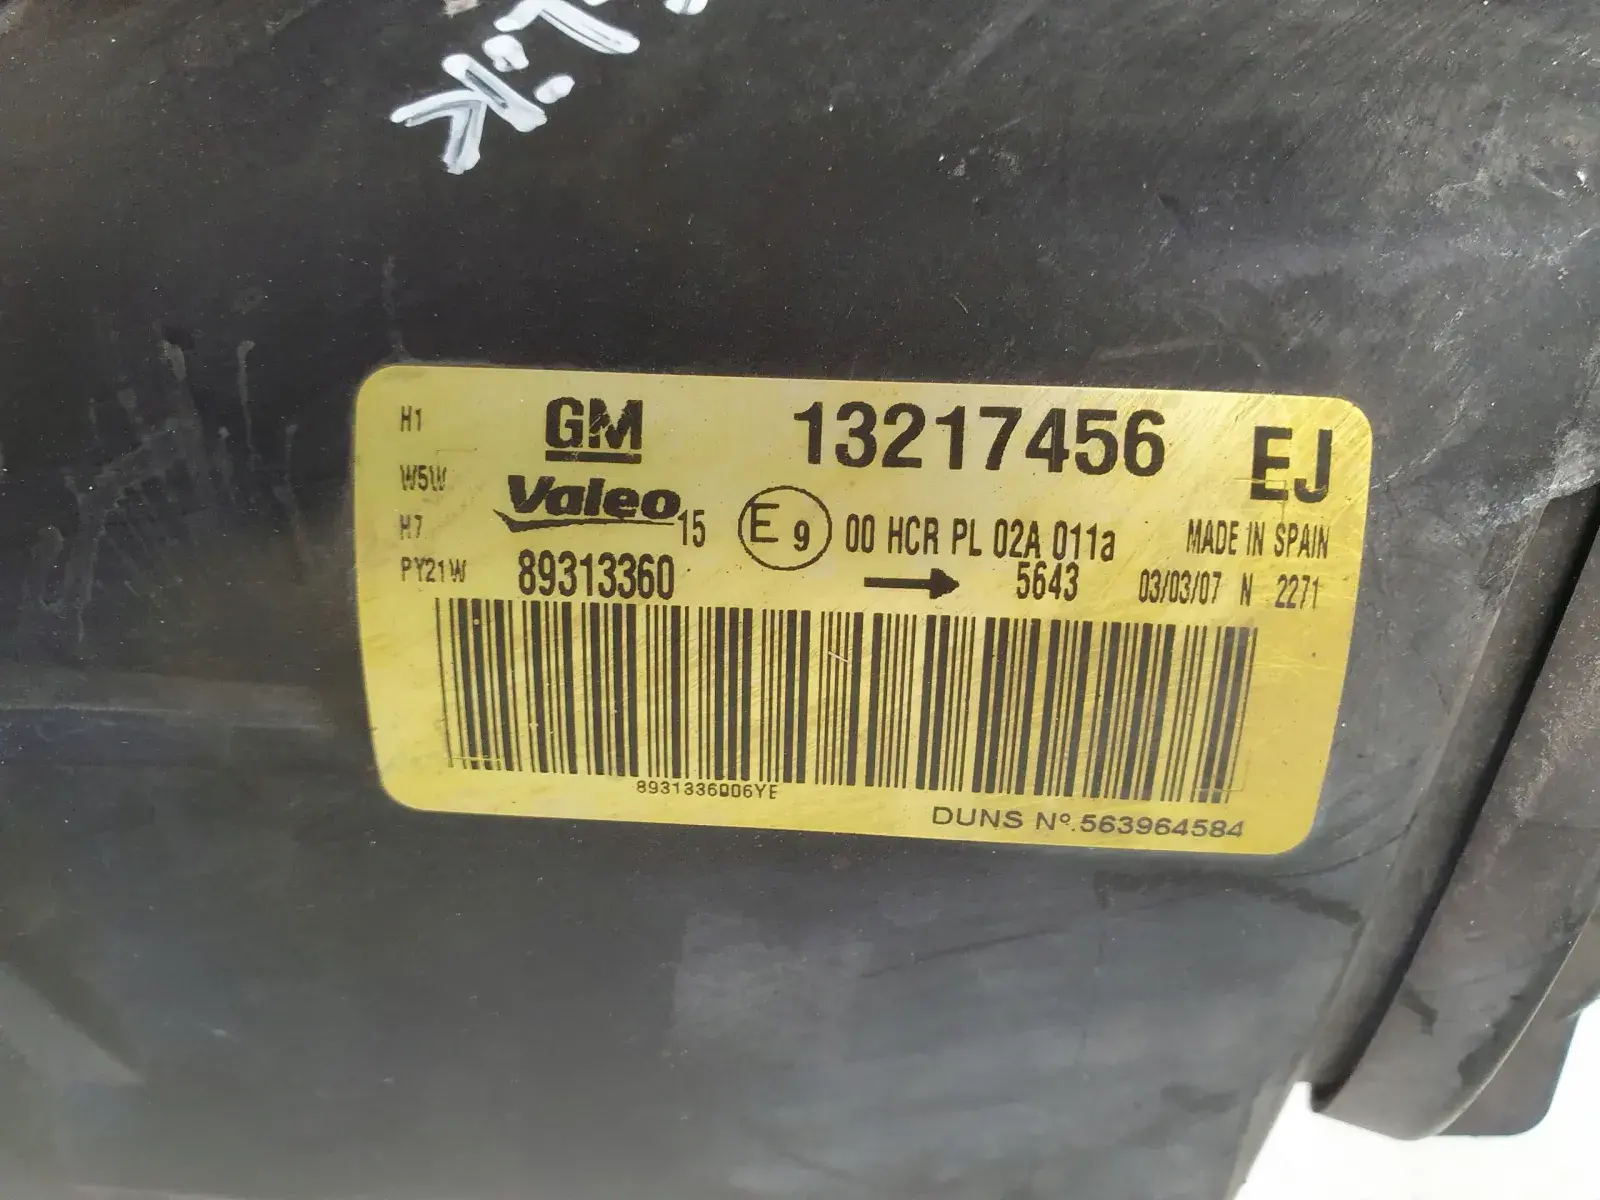 H1
GM
13217456
EJ
W5W
Valeo
15
E 9
00 HCR PL 02A 011a
MADE IN SPAIN
H7
PY21W
89313360
5643
03/03/07 N 2271
8931336006YE
DUNS Nº.563964584